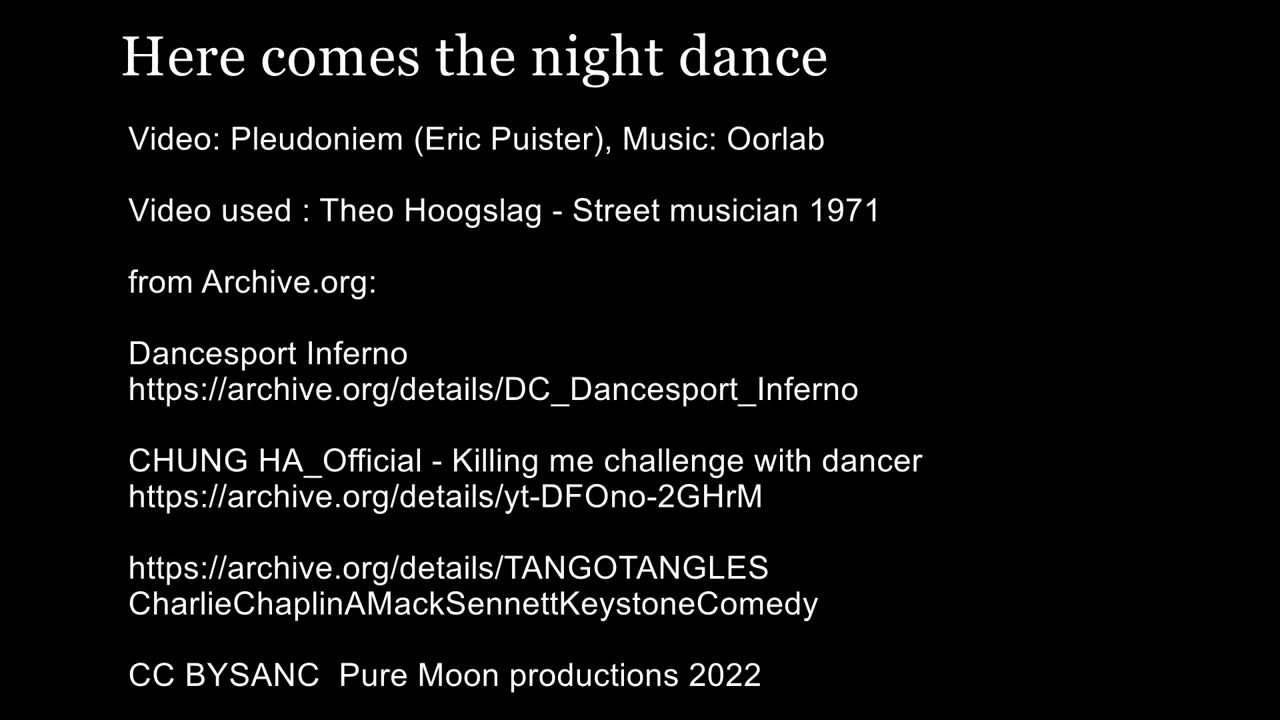 Here comes the night dance
Video: Pleudoniem (Eric Puister), Music: Oorlab
Video used : Theo Hoogslag - Street musician 1971
from Archive.org:
Dancesport Inferno
https://archive.org/details/DC_Dancesport_Inferno
CHUNG HA_Official - Killing me challenge with dancer
https://archive.org/details/yt-DFOno-2GHrM
https://archive.org/details/TANGOTANGLES
CharlieChaplinAMackSennettKeystoneComedy
CC BYSANC  Pure Moon productions 2022